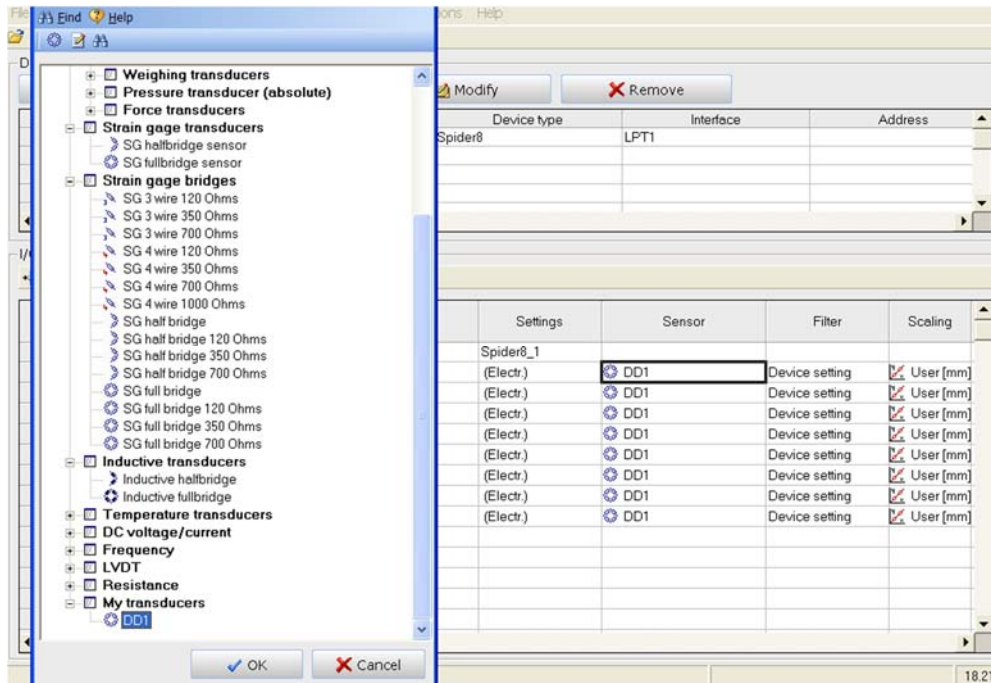 File
ons Help
Find Help
D
Modify Remove
Device type Interface Address
Spider8 LPT1
Weighing transducers
Pressure transducer (absolute)
Force transducers
Strain gage transducers
SG halfbridge sensor
SG fullbridge sensor
Strain gage bridges
SG 3 wire 120 Ohms
SG 3 wire 350 Ohms
SG 3 wire 700 Ohms
SG 4 wire 120 Ohms
SG 4 wire 350 Ohms
SG 4 wire 700 Ohms
SG 4 wire 1000 Ohms
SG half bridge
SG half bridge 120 Ohms
SG half bridge 350 Ohms
SG half bridge 700 Ohms
SG full bridge
SG full bridge 120 Ohms
SG full bridge 350 Ohms
SG full bridge 700 Ohms
Inductive transducers
Inductive halfbridge
Inductive fullbridge
Temperature transducers
DC voltage/current
Frequency
LVDT
Resistance
My transducers
DD1
OK Cancel
I/
Settings Sensor Filter Scaling
Spider8_1
(Electr.) DD1 Device setting User [mm]
(Electr.) DD1 Device setting User [mm]
(Electr.) DD1 Device setting User [mm]
(Electr.) DD1 Device setting User [mm]
(Electr.) DD1 Device setting User [mm]
(Electr.) DD1 Device setting User [mm]
(Electr.) DD1 Device setting User [mm]
(Electr.) DD1 Device setting User [mm]
18.21